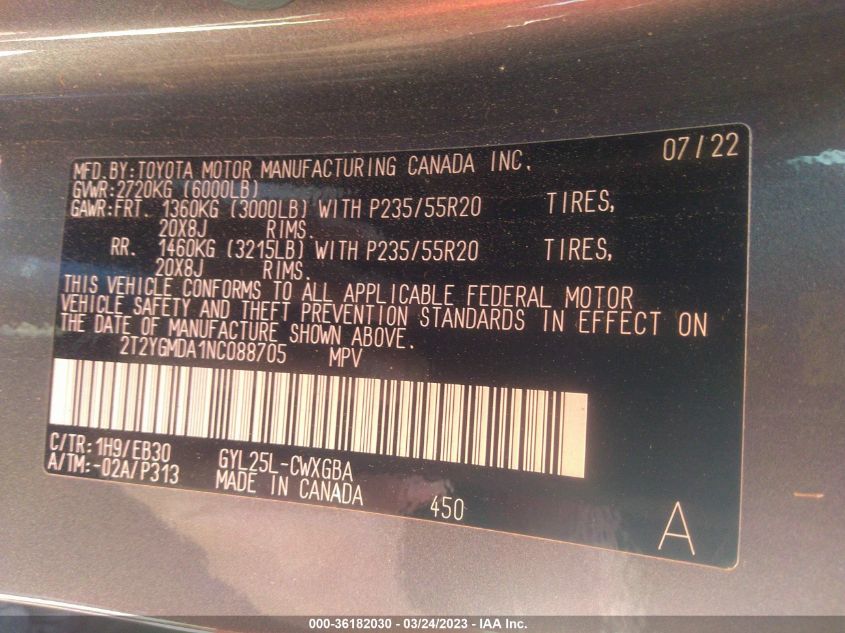 07/22
MFD.BY:TOYOTA MOTOR MANUFACTURING CANADA INC.
GVWR:2720KG (6000LB)
GAWR:FRT. 1360KG (3000LB) WITH P235/55R20 TIRES,
20X8J RIMS.
RR. 1460KG (3215LB) WITH P235/55R20 TIRES,
20X8J RIMS.
THIS VEHICLE CONFORMS TO ALL APPLICABLE FEDERAL MOTOR
VEHICLE SAFETY AND THEFT PREVENTION STANDARDS IN EFFECT ON
THE DATE OF MANUFACTURE SHOWN ABOVE.
2T2YGMDA1NC088705 MPV
C/TR: 1H9/EB30 GYL25L-CWXGBA
A/TM:-02A/P313 MADE IN CANADA
450
A
000-36182030 - 03/24/2023 - IAA Inc.